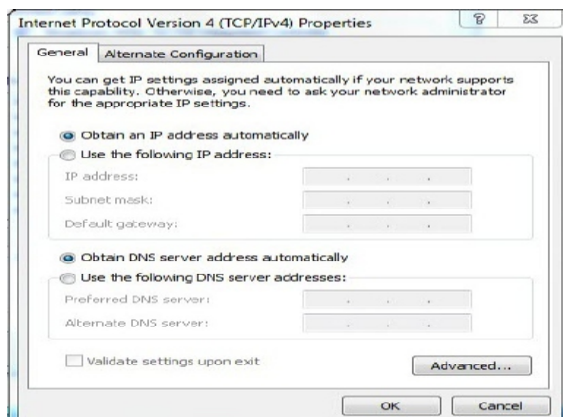 Internet Protocol Version 4 (TCP/IPv4) Properties
General
Alternate Configuration
You can get IP settings assigned automatically if your network supports
this capability. Otherwise, you need to ask your network administrator
for the appropriate IP settings.
Obtain an IP address automatically
Use the following IP address:
IP address:
Subnet mask:
Default gateway:
Obtain DNS server address automatically
Use the following DNS server addresses:
Preferred DNS server:
Alternate DNS server:
Validate settings upon exit
Advanced...
OK
Cancel